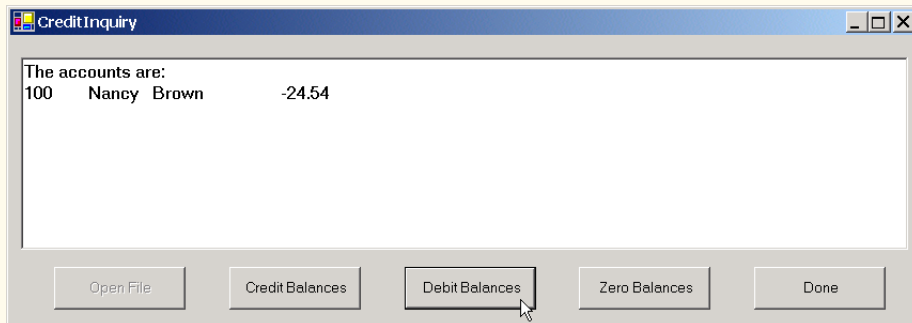 CreditInquiry
The accounts are:
100 Nancy Brown -24.54
Open File Credit Balances Debit Balances Zero Balances Done